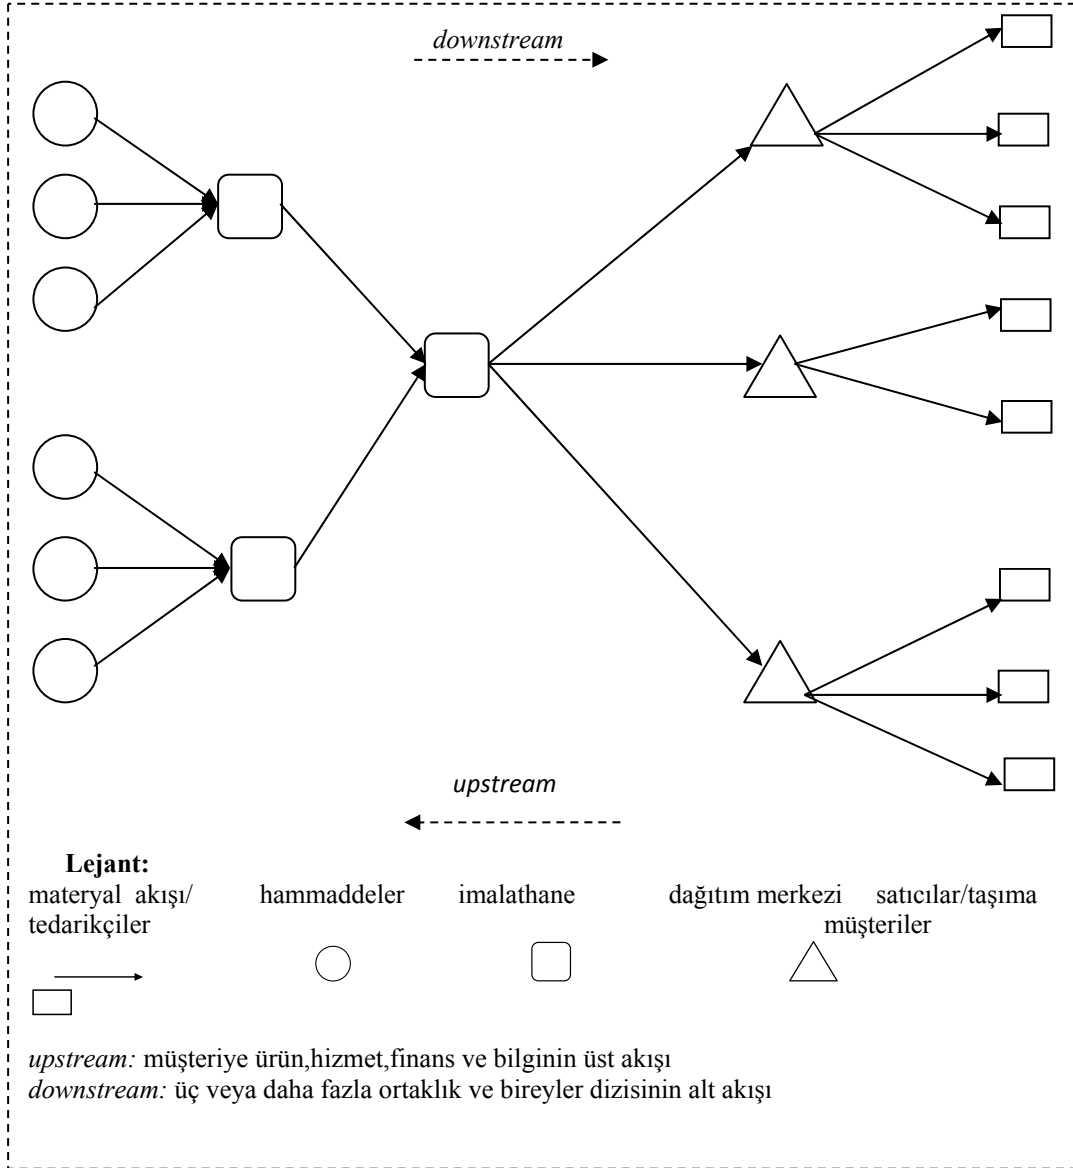 downstream
upstream
Lejant:
materyal akışı/ hammaddeler imalathane dağıtım merkezi satıcılar/taşıma
tedarikçiler müşteriler
upstream: müşteriye ürün,hizmet,finans ve bilginin üst akışı
downstream: üç veya daha fazla ortaklık ve bireyler dizisinin alt akışı